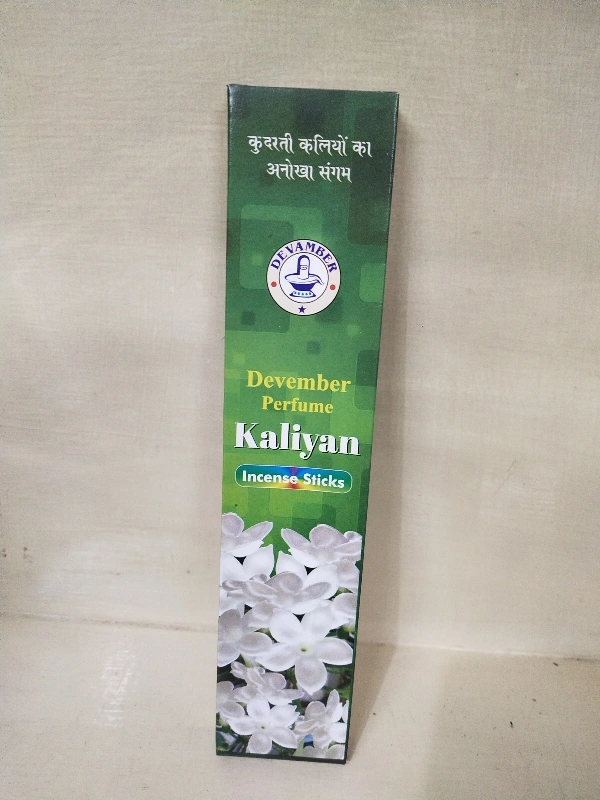 कुदरती कलियों का
अनोखा संगम
DEVAMBER
Devember
Perfume
Kaliyan
Incense Sticks